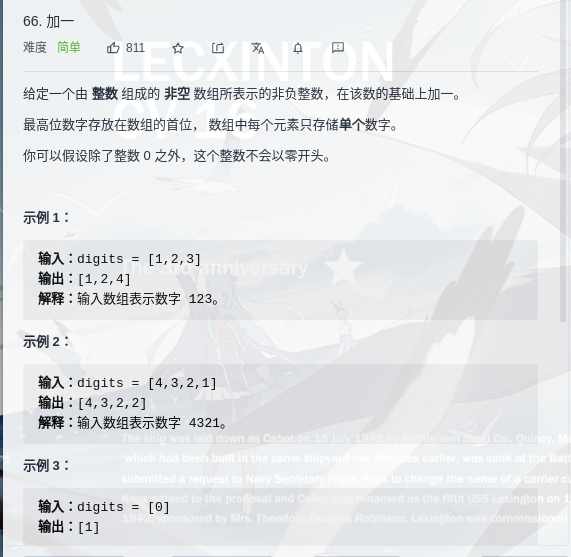 66. 加一
难度 简单 811
给定一个由 整数 组成的 非空 数组所表示的非负整数，在该数的基础上加一。
最高位数字存放在数组的首位， 数组中每个元素只存储单个数字。
你可以假设除了整数 0 之外，这个整数不会以零开头。
示例 1：
输入：digits = [1,2,3]
输出：[1,2,4]
解释：输入数组表示数字 123。
示例 2：
输入：digits = [4,3,2,1]
输出：[4,3,2,2]
解释：输入数组表示数字 4321。
示例 3：
输入：digits = [0]
输出：[1]
LEXINTON
CV-16
The 3rd anniversary
The ship was laid down as Cabot on 15 July 1941 in Bethlehem Steel Co., Quincy,
which had been built in the same shipyard two decades earlier, was sunk at the
submitted a request to Navy Secretary Frank Knox to change the name of a carrier
Knox agreed to the proposal and Cabot was renamed as the fifth USS Lexington on
1942, sponsored by Mrs. Theodore Douglas Robinson. Lexington was commissioned